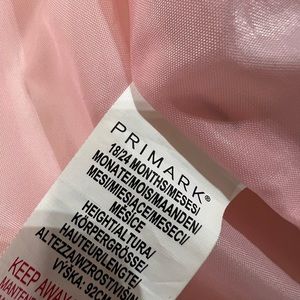 PRIMARK®
18/24 MONTHS/MESES/
MONATE/MOIS/MAANDEN/
MESI/MIESIĄCE/MESECI/
MĚSÍCE
HEIGHT/ALTURA/
KÖRPERGRÖSSE/
HAUTEUR/LENGTE/
ALTEZZA/WZROST/VIŠINA/
VÝŠKA. 92CM
KEEP AWAY
MANTENER